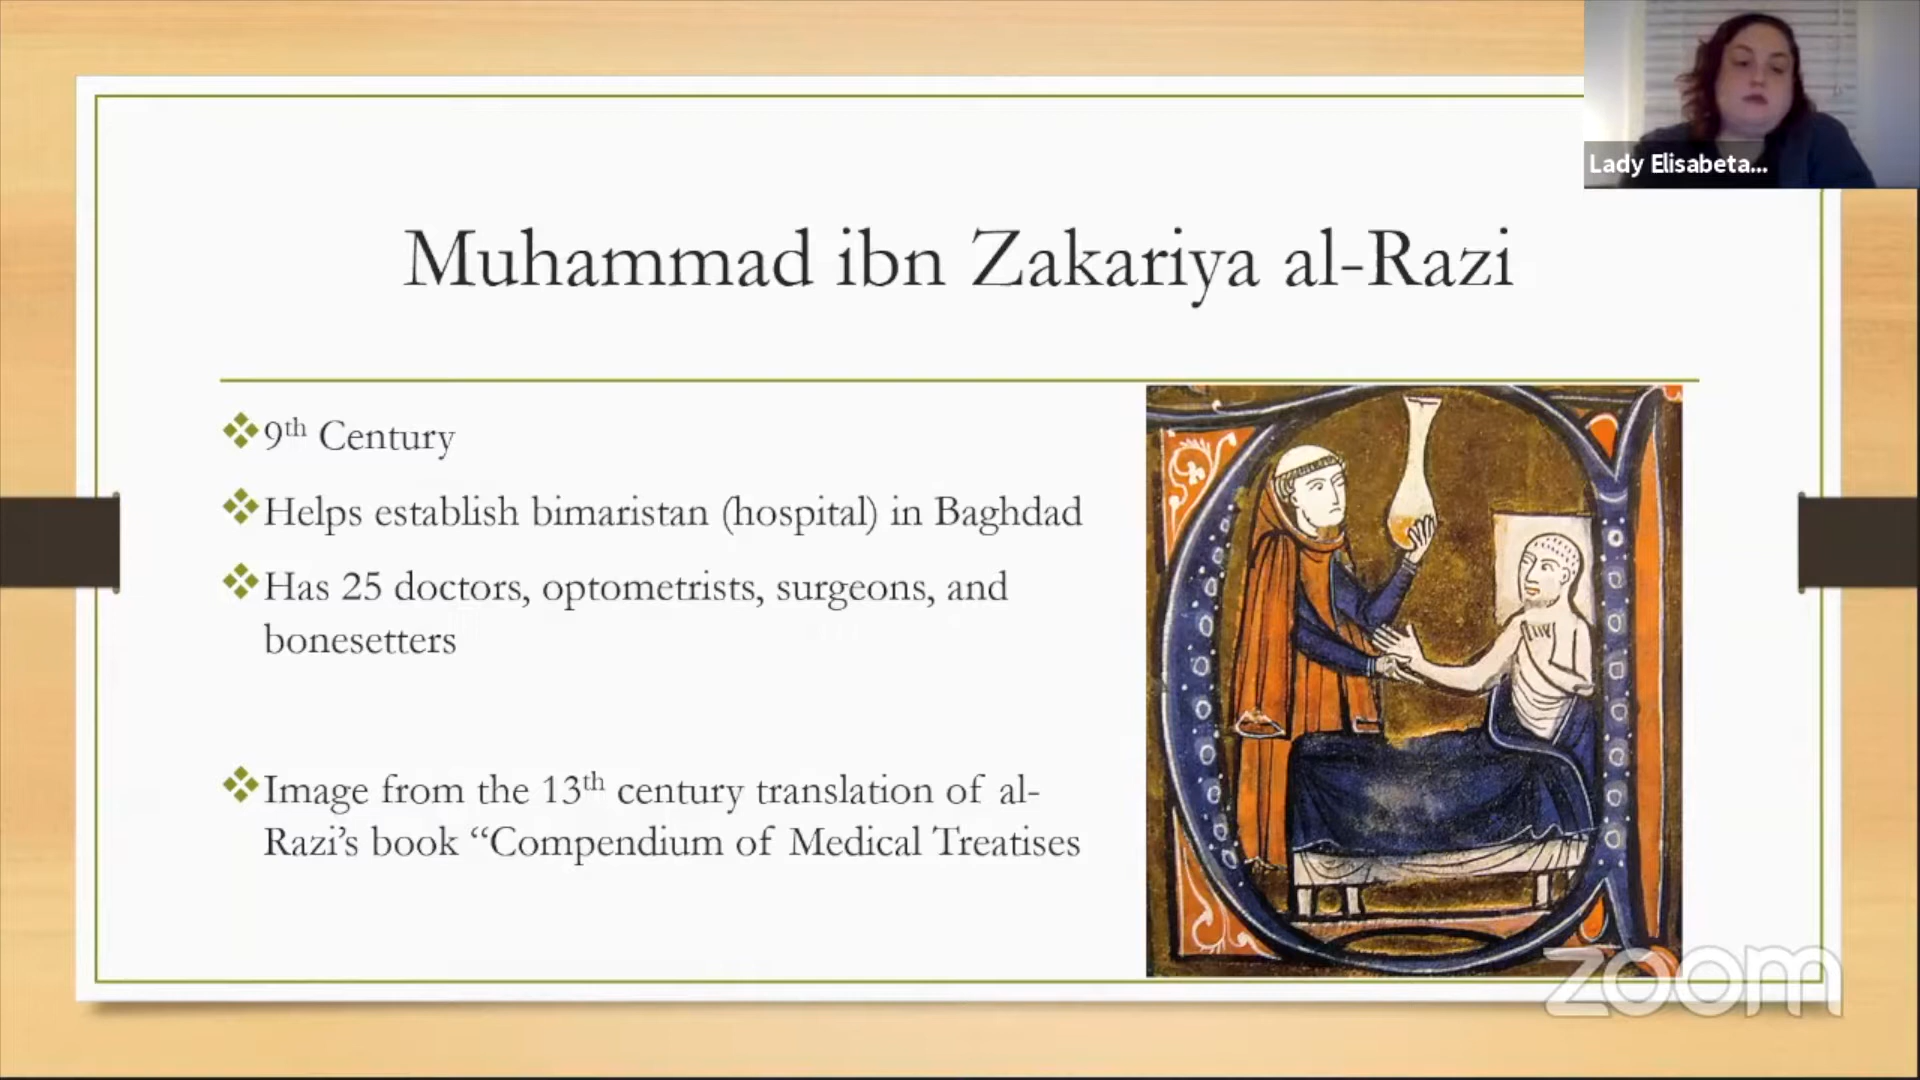 Lady Elisabeta...
Muhammad ibn Zakariya al-Razi
9th Century
Helps establish bimaristan (hospital) in Baghdad
Has 25 doctors, optometrists, surgeons, and
bonesetters
Image from the 13th century translation of al-
Razi’s book “Compendium of Medical Treatises
zoom